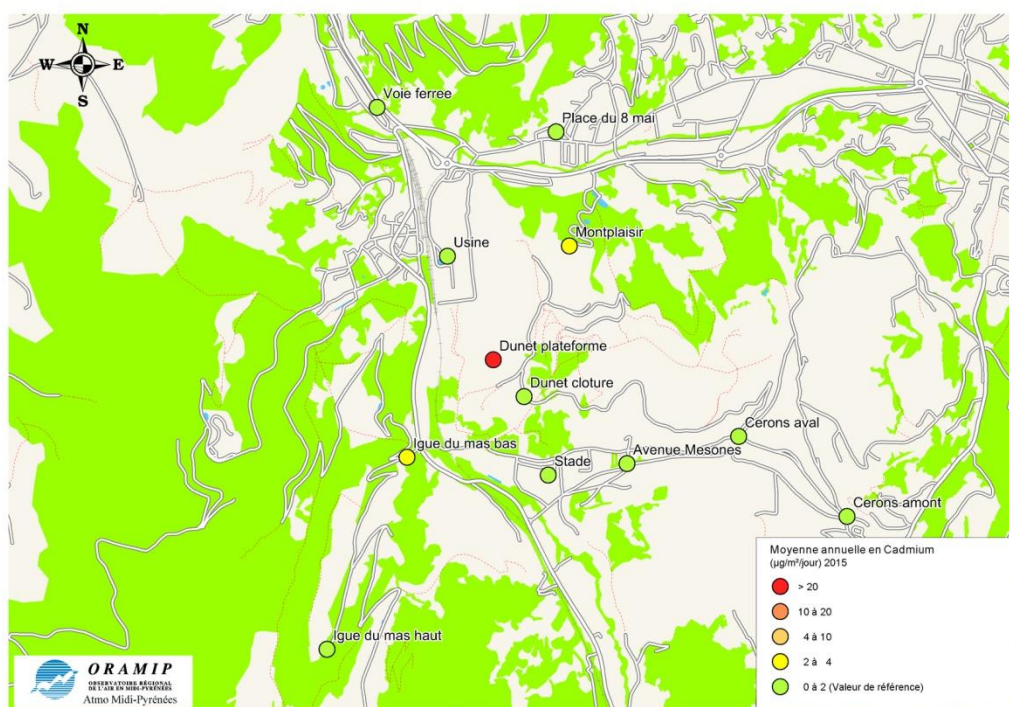 N
W E
S
Voie ferree
Place du 8 mai
Usine
Montplaisir
Dunet plateforme
Dunet cloture
Cerons aval
Igue du mas bas
Avenue Mesones
Stade
Cerons amont
Igue du mas haut
Moyenne annuelle en Cadmium
(µg/m²/jour) 2015
> 20
10 à 20
4 à 10
2 à 4
0 à 2 (Valeur de référence)
ORAMIP
OBSERVATOIRE RÉGIONAL
DE L'AIR EN MIDI-PYRÉNÉES
Atmo Midi-Pyrénées